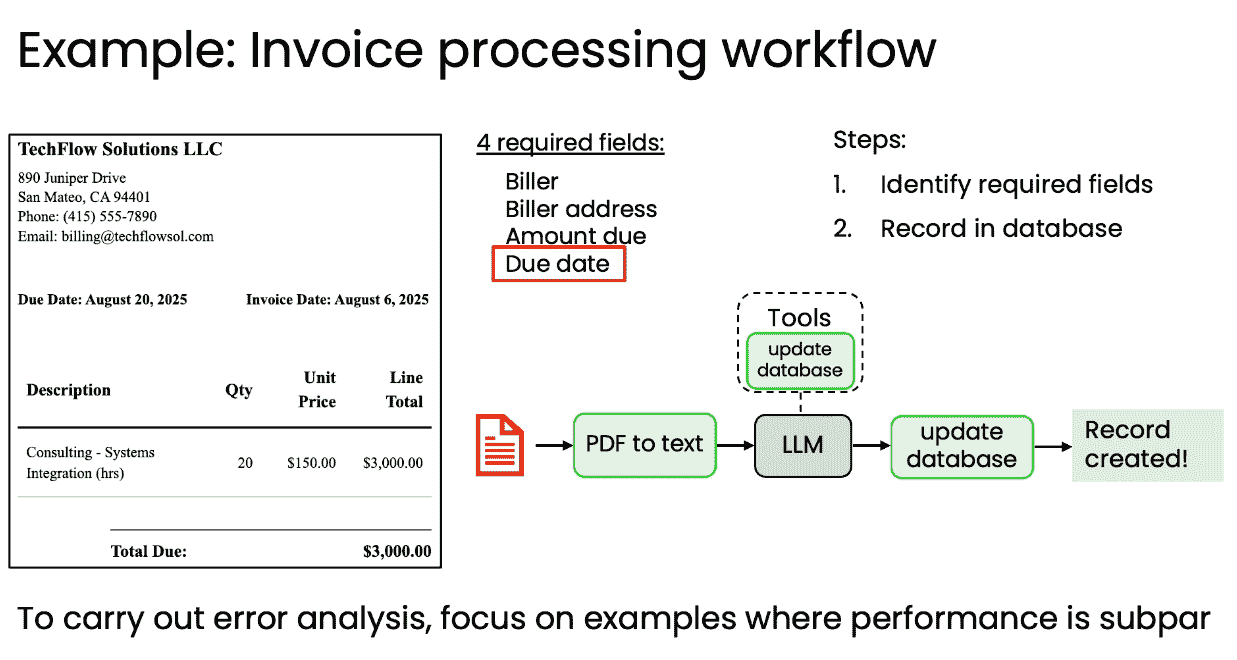 Example: Invoice processing workflow
TechFlow Solutions LLC
890 Juniper Drive
San Mateo, CA 94401
Phone: (415) 555-7890
Email: billing@techflowsol.com
Due Date: August 20, 2025 Invoice Date: August 6, 2025
Description Qty Unit Price Line Total
Consulting - Systems
Integration (hrs) 20 $150.00 $3,000.00
Total Due: $3,000.00
4 required fields:
Biller
Biller address
Amount due
Due date
Steps:
1. Identify required fields
2. Record in database
Tools
update
database
PDF to text
LLM
update
database
Record
created!
To carry out error analysis, focus on examples where performance is subpar